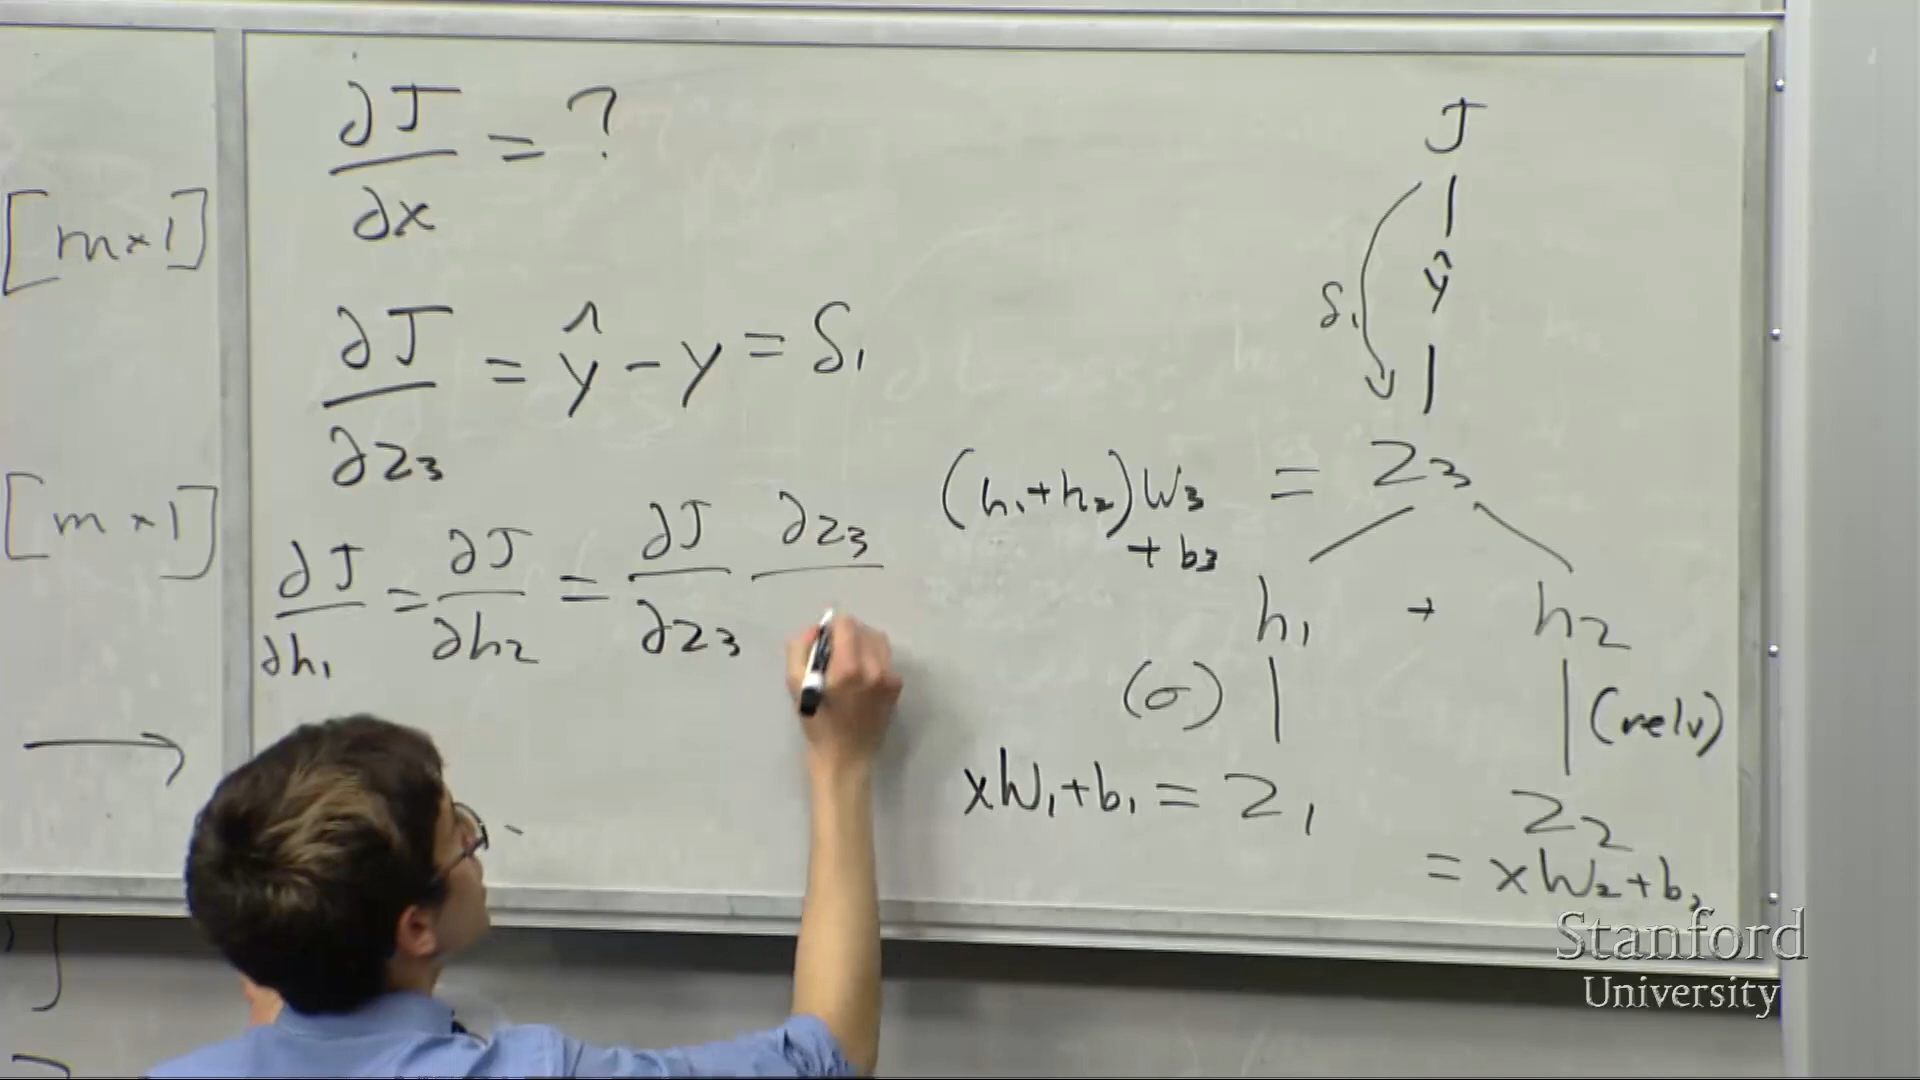 [m×1]
[m×1]
∂J/∂x = ?
∂J/∂z3 = ŷ - y = δ1
∂J/∂h1 = ∂J/∂h2 = ∂J/∂z3 ∂z3
J
δ1
ŷ
(h1+h2)W3 + b3 = z3
h1 + h2
(σ)
(relu)
xW1+b1 = z1
z2
= xW2+b2
Stanford
University